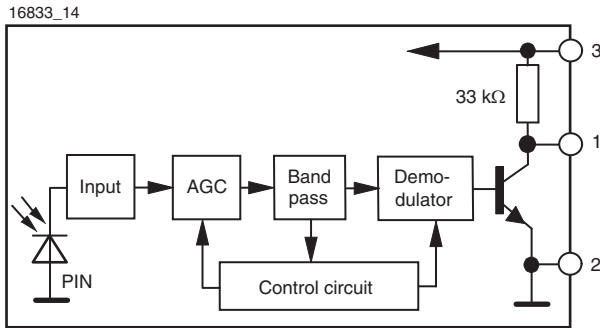 16833_14
3
33 kΩ
1
Input
AGC
Band
pass
Demo-
dulator
2
PIN
Control circuit